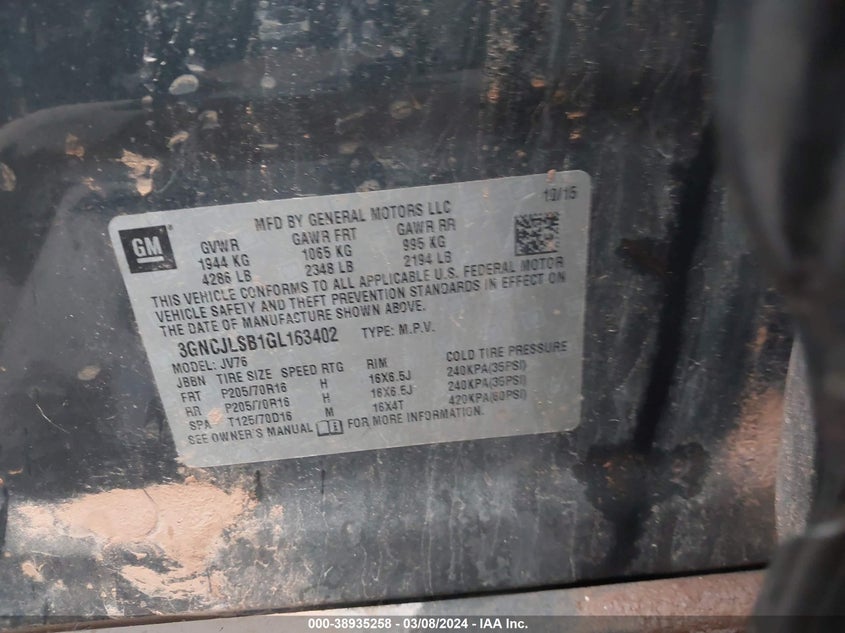 GM
MFD BY GENERAL MOTORS LLC
10/15
GVWR GAWR FRT GAWR RR
1944 KG 1065 KG 995 KG
4286 LB 2348 LB 2194 LB
THIS VEHICLE CONFORMS TO ALL APPLICABLE U.S. FEDERAL MOTOR
VEHICLE SAFETY AND THEFT PREVENTION STANDARDS IN EFFECT ON
THE DATE OF MANUFACTURE SHOWN ABOVE.
3GNCJLSB1GL163402 TYPE: M.P.V.
MODEL: JV76
JBBN TIRE SIZE SPEED RTG RIM COLD TIRE PRESSURE
FRT P205/70R16 H 16X6.5J 240KPA(35PSI)
RR P205/70R16 H 16X6.5J 240KPA(35PSI)
SPA T125/70D16 M 16X4T 420KPA(60PSI)
SEE OWNER'S MANUAL FOR MORE INFORMATION.
000-38935258 - 03/08/2024 - IAA Inc.